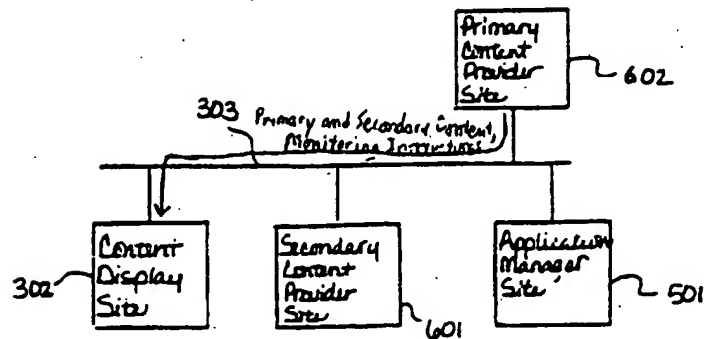 Primary
Content
Provider
Site
602
303
Primary and Secondary Content,
Monitoring Instructions
Content
Display
Site
302
Secondary
Content
Provider
Site
601
Application
Manager
Site
501